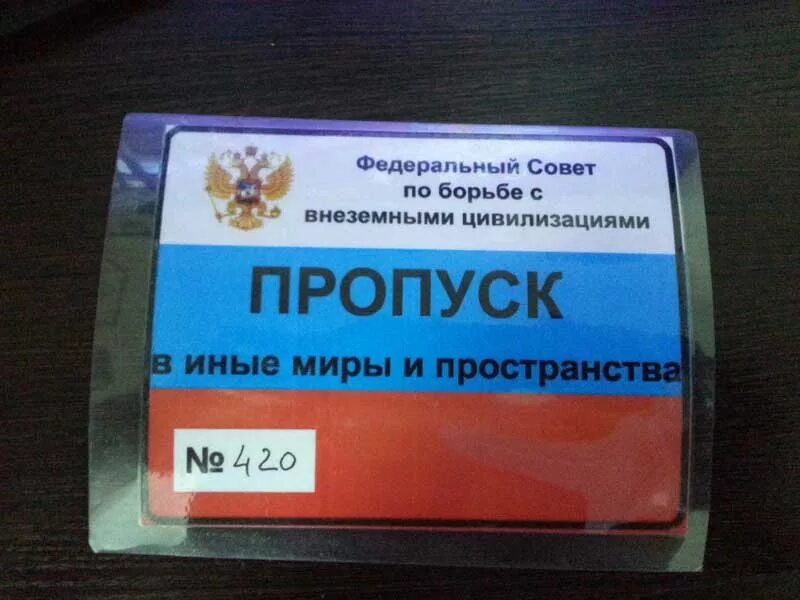 Федеральный Совет
по борьбе с
внеземными цивилизациями
ПРОПУСК
в иные миры и пространства
№ 420